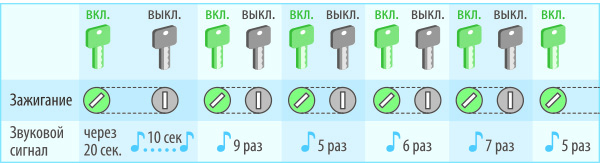 ВКЛ. ВЫКЛ. ВКЛ. ВЫКЛ. ВКЛ. ВЫКЛ. ВКЛ. ВЫКЛ. ВКЛ. ВЫКЛ. ВКЛ.
Зажигание
Звуковой сигнал
через 20 сек.
10 сек
9 раз
5 раз
6 раз
7 раз
5 раз